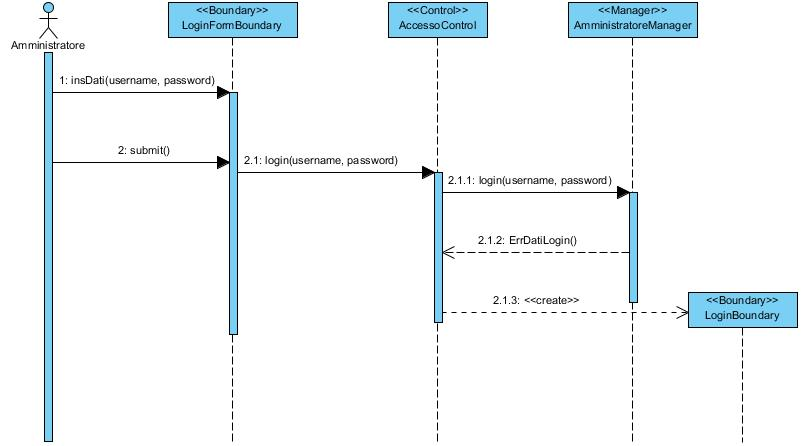 <<Boundary>>
LoginFormBoundary
<<Control>>
AccessoControl
<<Manager>>
AmministratoreManager
Amministratore
1: insDati(username, password)
2: submit()
2.1: login(username, password)
2.1.1: login(username, password)
2.1.2: ErrDatiLogin()
2.1.3: <<create>>
<<Boundary>>
LoginBoundary